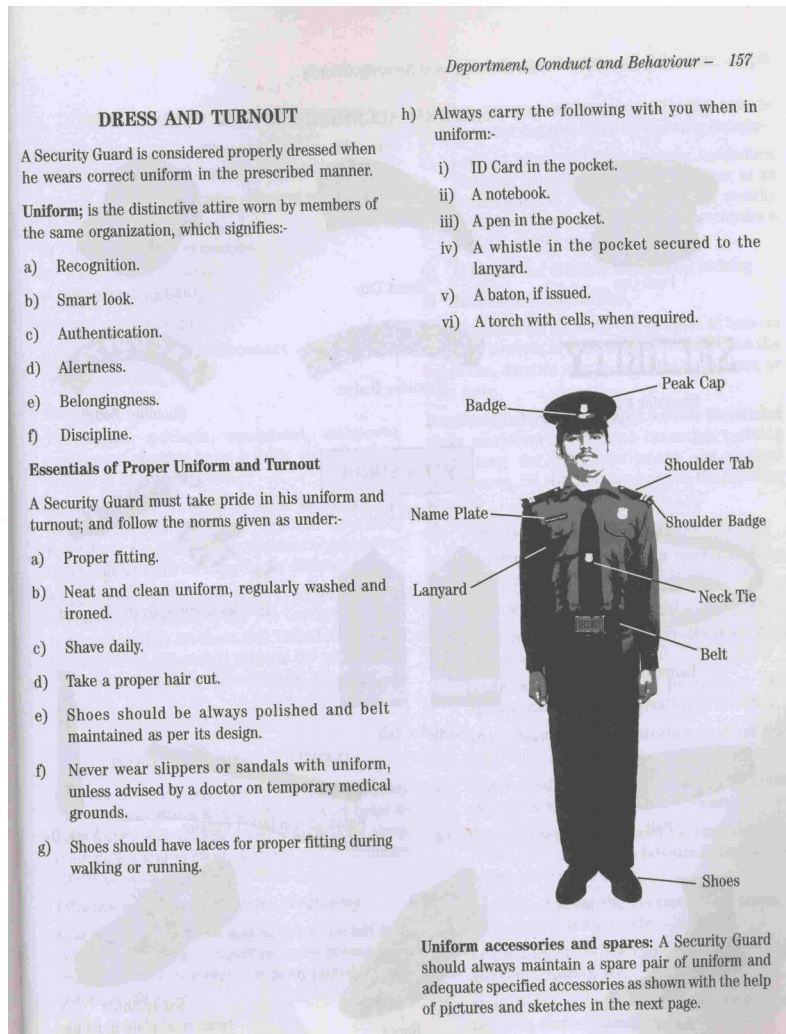 Deportment, Conduct and Behaviour – 157
DRESS AND TURNOUT
A Security Guard is considered properly dressed when
he wears correct uniform in the prescribed manner.
Uniform; is the distinctive attire worn by members of
the same organization, which signifies:-
a) Recognition.
b) Smart look.
c) Authentication.
d) Alertness.
e) Belongingness.
f) Discipline.
Essentials of Proper Uniform and Turnout
A Security Guard must take pride in his uniform and
turnout; and follow the norms given as under:-
a) Proper fitting.
b) Neat and clean uniform, regularly washed and
ironed.
c) Shave daily.
d) Take a proper hair cut.
e) Shoes should be always polished and belt
maintained as per its design.
f) Never wear slippers or sandals with uniform,
unless advised by a doctor on temporary medical
grounds.
g) Shoes should have laces for proper fitting during
walking or running.
h) Always carry the following with you when in
uniform:-
i) ID Card in the pocket.
ii) A notebook.
iii) A pen in the pocket.
iv) A whistle in the pocket secured to the
lanyard.
v) A baton, if issued.
vi) A torch with cells, when required.
Peak Cap
Badge
Shoulder Tab
Name Plate
Shoulder Badge
Lanyard
Neck Tie
Belt
Shoes
Uniform accessories and spares: A Security Guard
should always maintain a spare pair of uniform and
adequate specified accessories as shown with the help
of pictures and sketches in the next page.